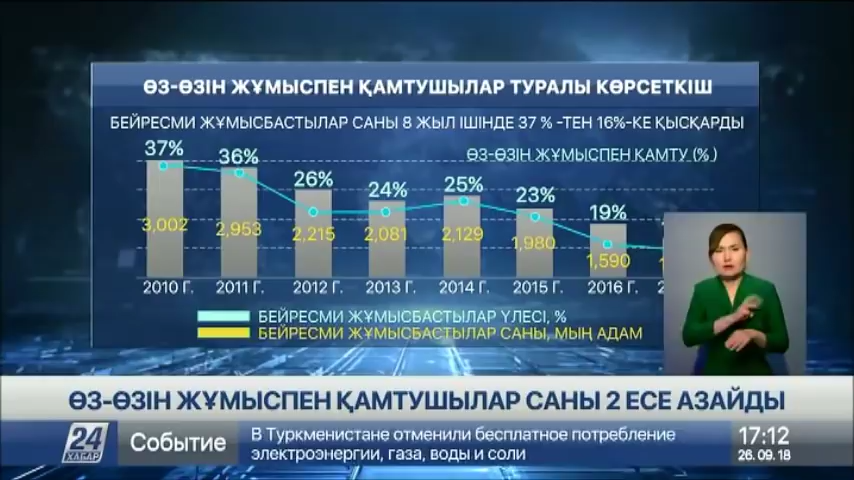 ӨЗ-ӨЗІН ЖҰМЫСПЕН ҚАМТУШЫЛАР ТУРАЛЫ КӨРСЕТКІШ
БЕЙРЕСМИ ЖҰМЫСБАСТЫЛАР САНЫ 8 ЖЫЛ ІШІНДЕ 37 % -ТЕН 16%-КЕ ҚЫСҚАРДЫ
ӨЗ-ӨЗІН ЖҰМЫСПЕН ҚАМТУ (% )
37% 36% 26% 24% 25% 23% 19%
3,002 2,953 2,215 2,081 2,129 1,980 1,590
2010 Г. 2011 Г. 2012 Г. 2013 Г. 2014 Г. 2015 Г. 2016 Г.
БЕЙРЕСМИ ЖҰМЫСБАСТЫЛАР ҮЛЕСІ, %
БЕЙРЕСМИ ЖҰМЫСБАСТЫЛАР САНЫ, МЫҢ АДАМ
ӨЗ-ӨЗІН ЖҰМЫСПЕН ҚАМТУШЫЛАР САНЫ 2 ЕСЕ АЗАЙДЫ
24
ХАБАР
Событие
В Туркменистане отменили бесплатное потребление
электроэнергии, газа, воды и соли
17:12
26.09.18